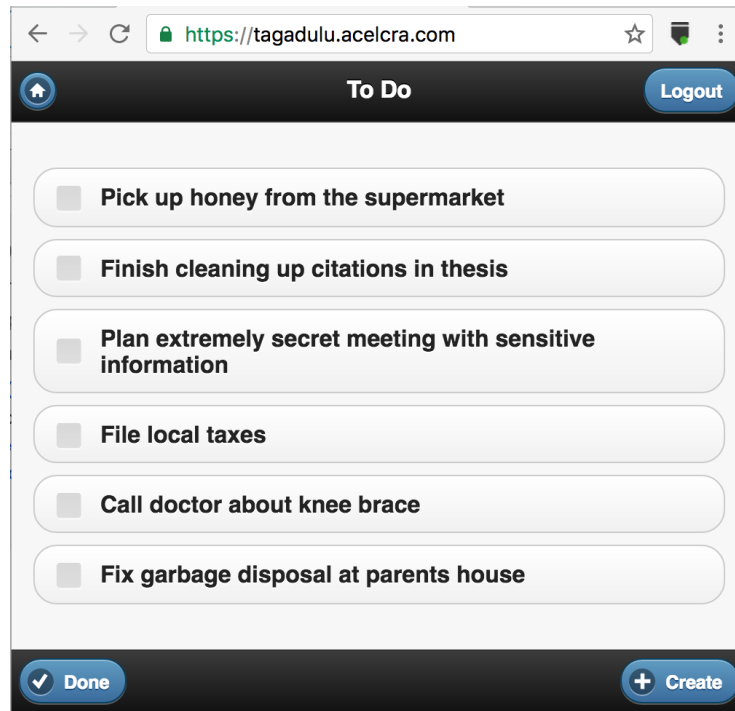 https://tagadulu.acelcra.com
To Do
Logout
Pick up honey from the supermarket
Finish cleaning up citations in thesis
Plan extremely secret meeting with sensitive
information
File local taxes
Call doctor about knee brace
Fix garbage disposal at parents house
Done
Create